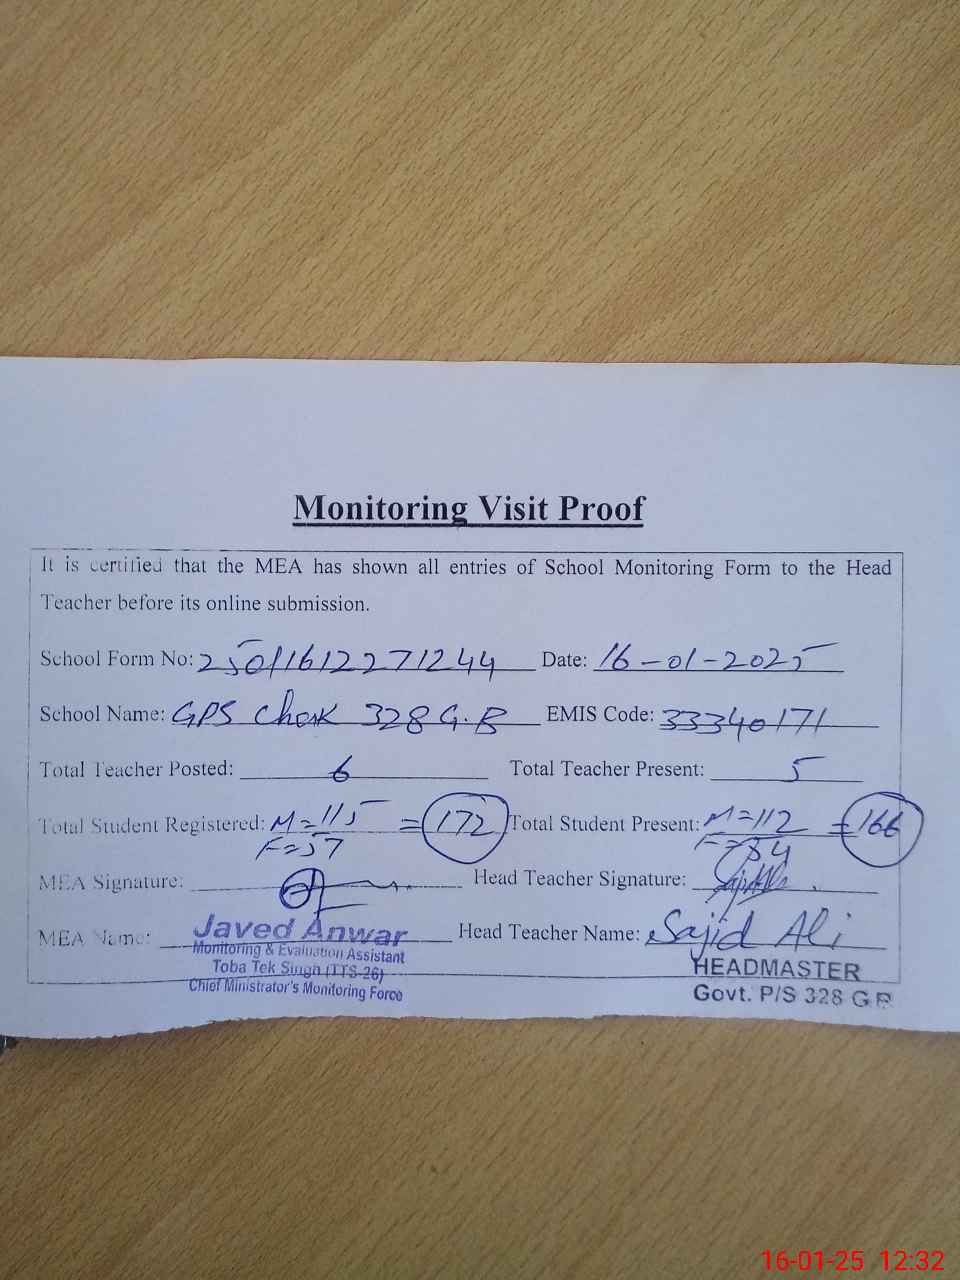 Monitoring Visit Proof
It is certified that the MEA has shown all entries of School Monitoring Form to the Head
Teacher before its online submission.
School Form No: 25011612271244 Date: 16-01-2025
School Name: GPS Chak 328 G.B EMIS Code: 33340171
Total Teacher Posted: 6 Total Teacher Present: 5
Total Student Registered: M=115 = 172 Total Student Present: M=112 = 166
F=57 F=54
MEA Signature: Head Teacher Signature:
MEA Name: Javed Anwar Head Teacher Name: Sajid Ali
Monitoring & Evaluation Assistant
Toba Tek Singh (TTS-26) HEADMASTER
Chief Ministrator's Monitoring Force Govt. P/S 328 G B
16-01-25 12:32